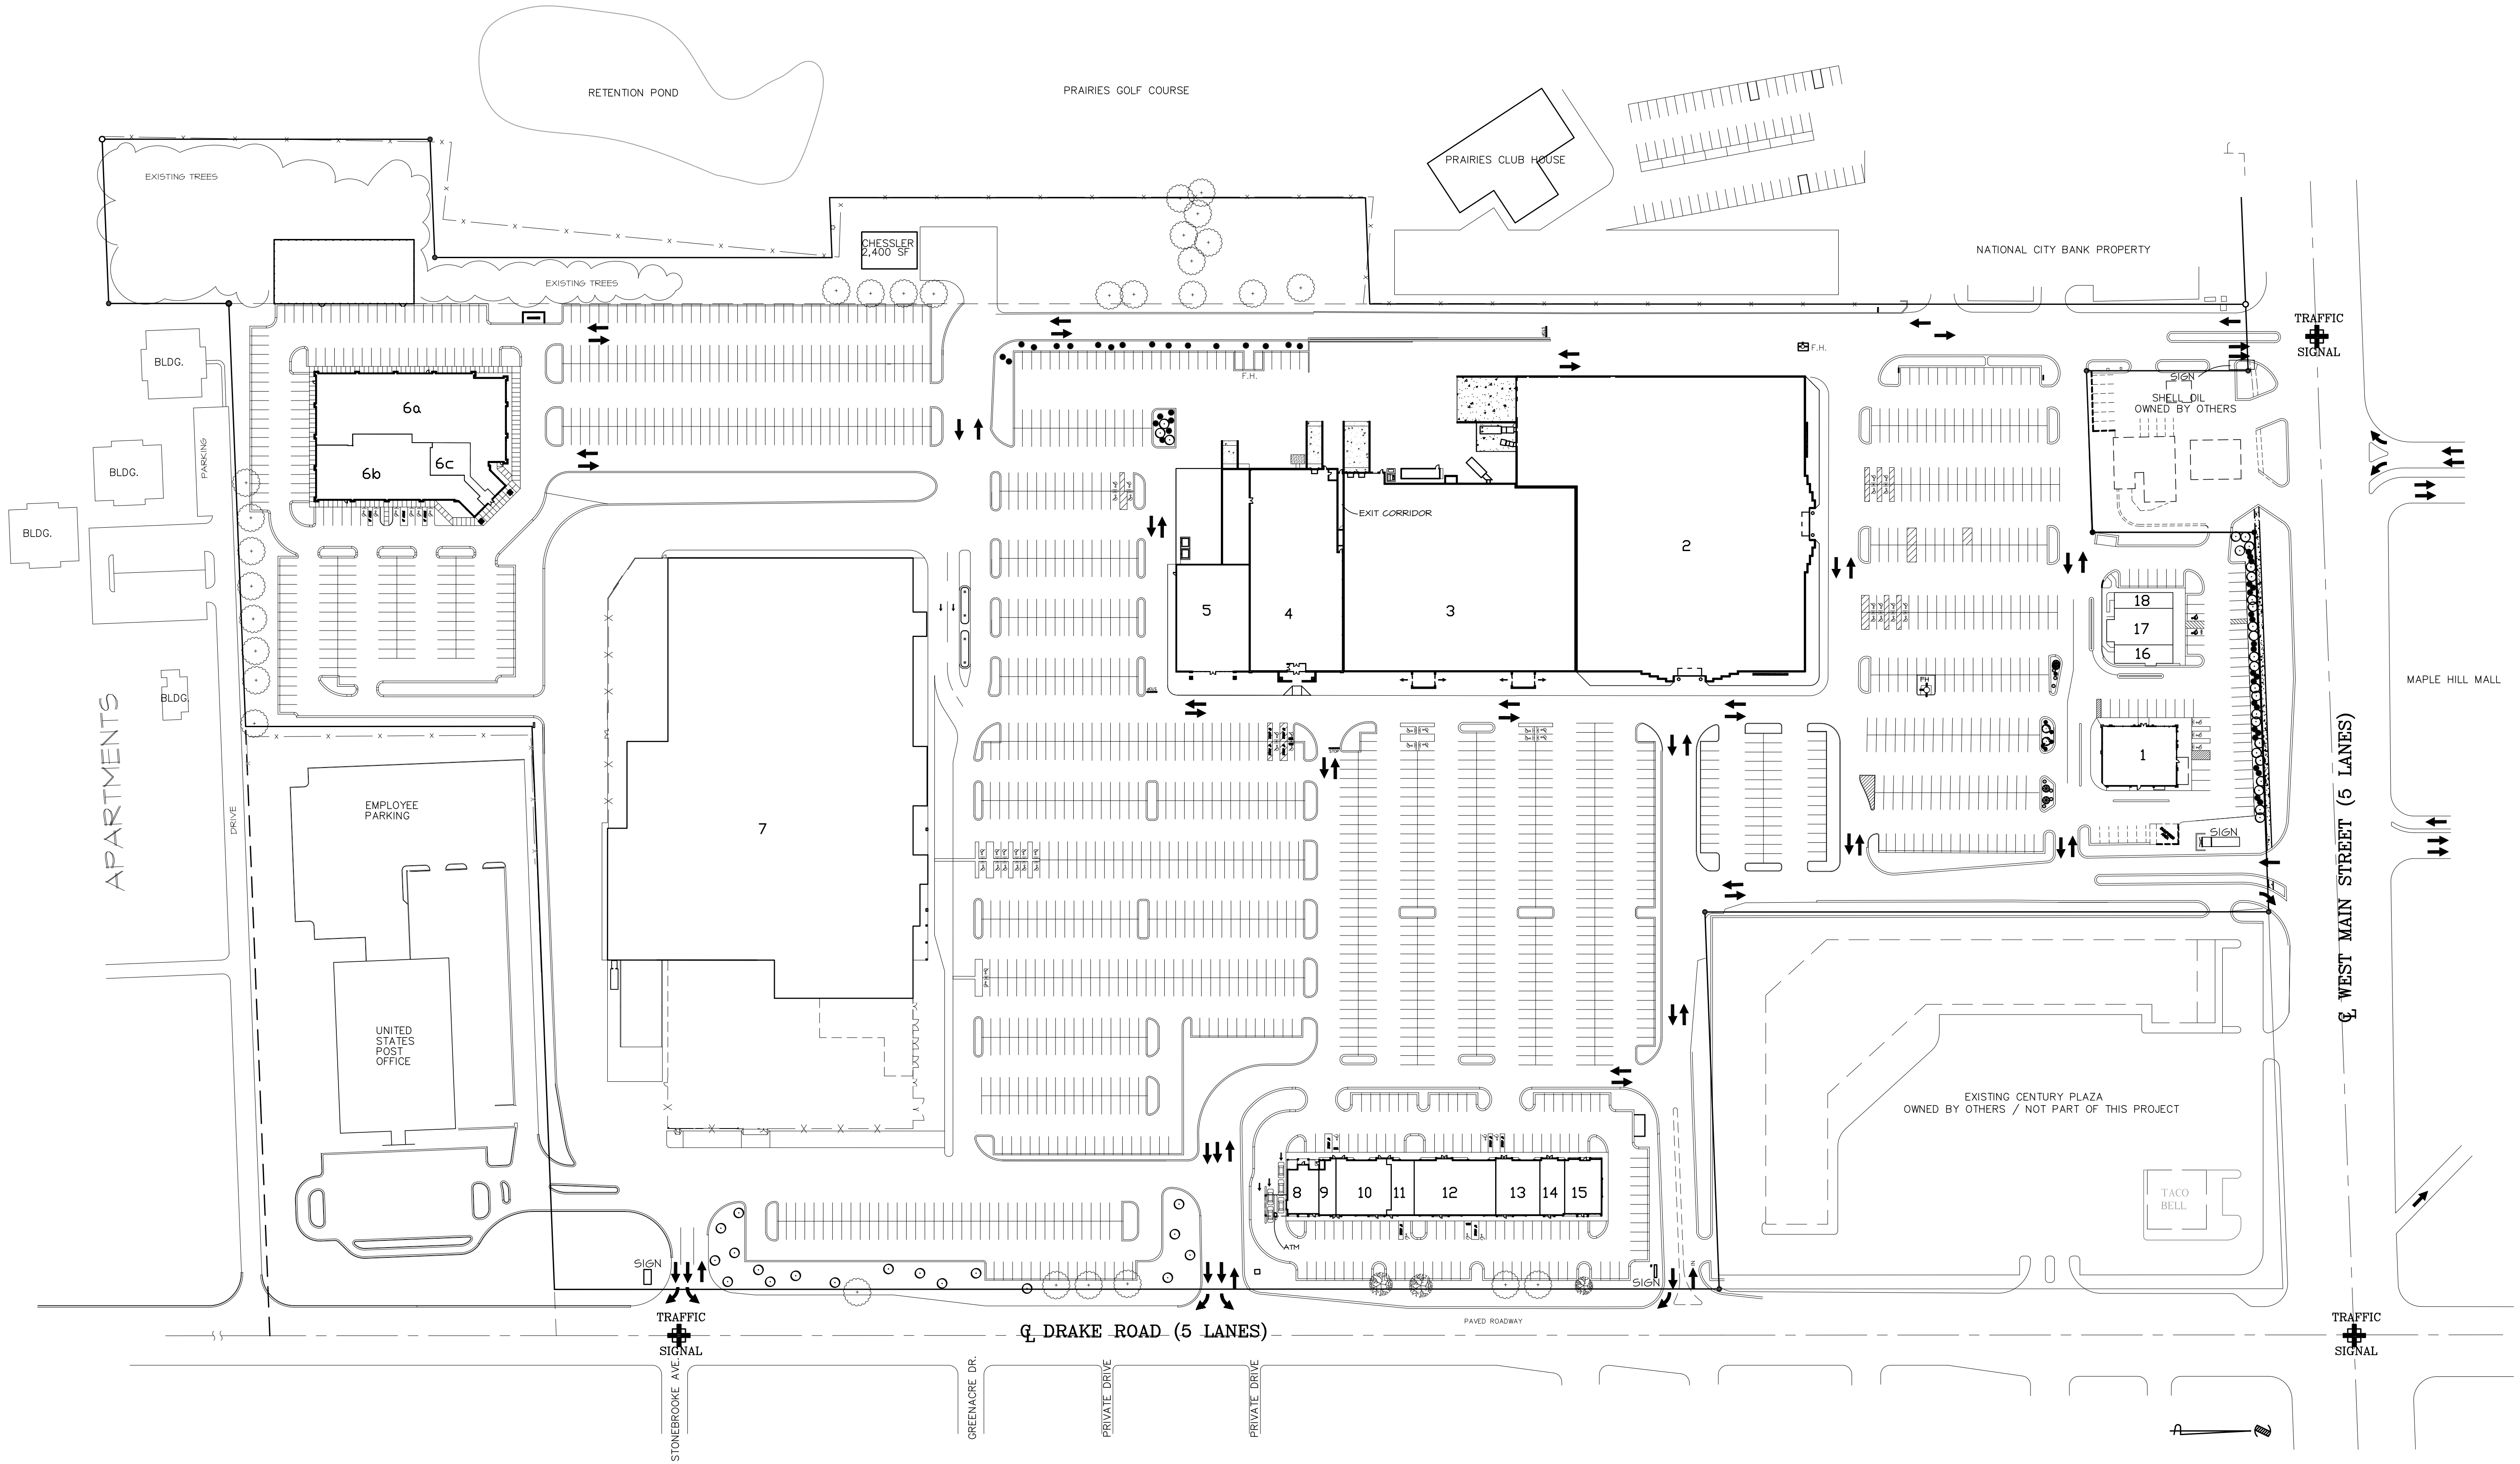 RETENTION POND
PRAIRIES GOLF COURSE
PRAIRIES CLUB HOUSE
EXISTING TREES
CHESSLER
2,400 SF
NATIONAL CITY BANK PROPERTY
EXISTING TREES
TRAFFIC
SIGNAL
F.H.
F.H.
BLDG.
SIGN
SHELL OIL
OWNED BY OTHERS
6a
PARKING
BLDG.
6b
6c
BLDG.
EXIT CORRIDOR
2
5
4
3
18
17
16
BLDG.
FH
MAPLE HILL MALL
APARTMENTS
STOP
1
EMPLOYEE
PARKING
DRIVE
7
SIGN
CL WEST MAIN STREET (5 LANES)
UNITED
STATES
POST
OFFICE
EXISTING CENTURY PLAZA
OWNED BY OTHERS / NOT PART OF THIS PROJECT
8
9
10
11
12
13
14
15
TACO
BELL
ATM
SIGN
IN
SIGN
TRAFFIC
SIGNAL
CL DRAKE ROAD (5 LANES)
PAVED ROADWAY
TRAFFIC
SIGNAL
STONEBROOKE AVE.
GREENACRE DR.
PRIVATE DRIVE
PRIVATE DRIVE